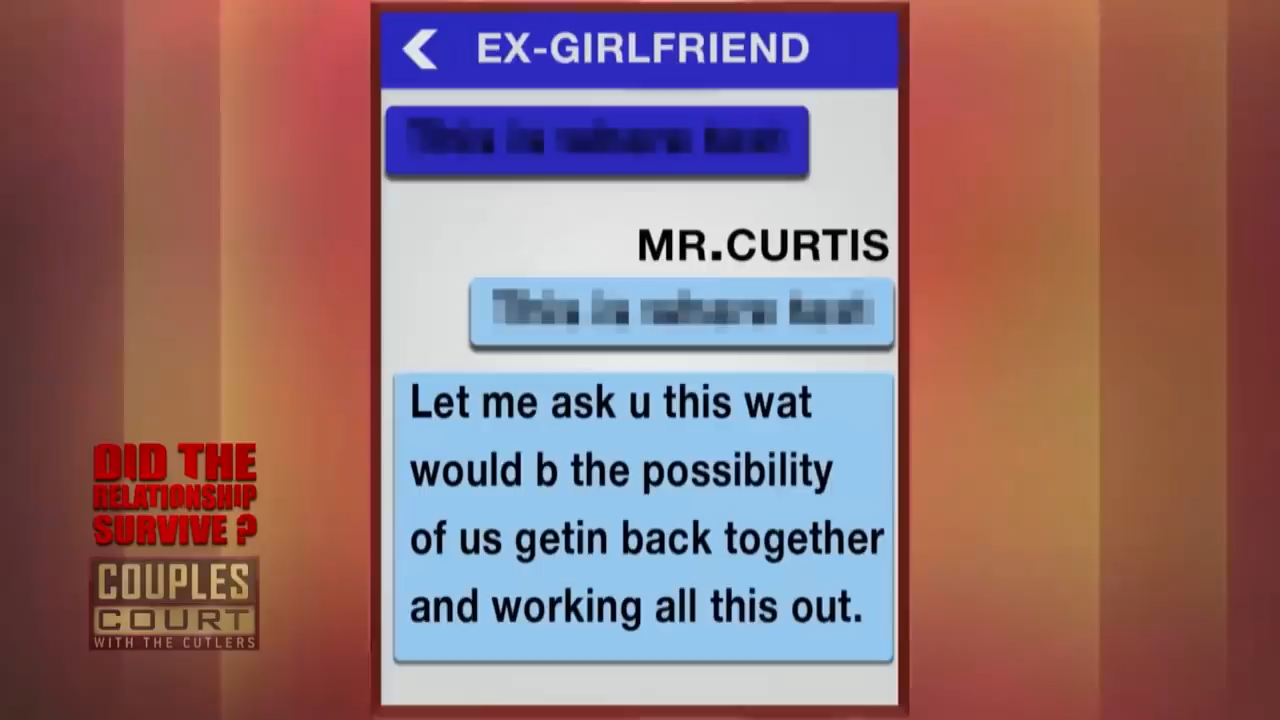 EX-GIRLFRIEND
MR.CURTIS
Let me ask u this wat
would b the possibility
of us getin back together
and working all this out.
DID THE
RELATIONSHIP
SURVIVE ?
COUPLES
COURT
WITH THE CUTLERS